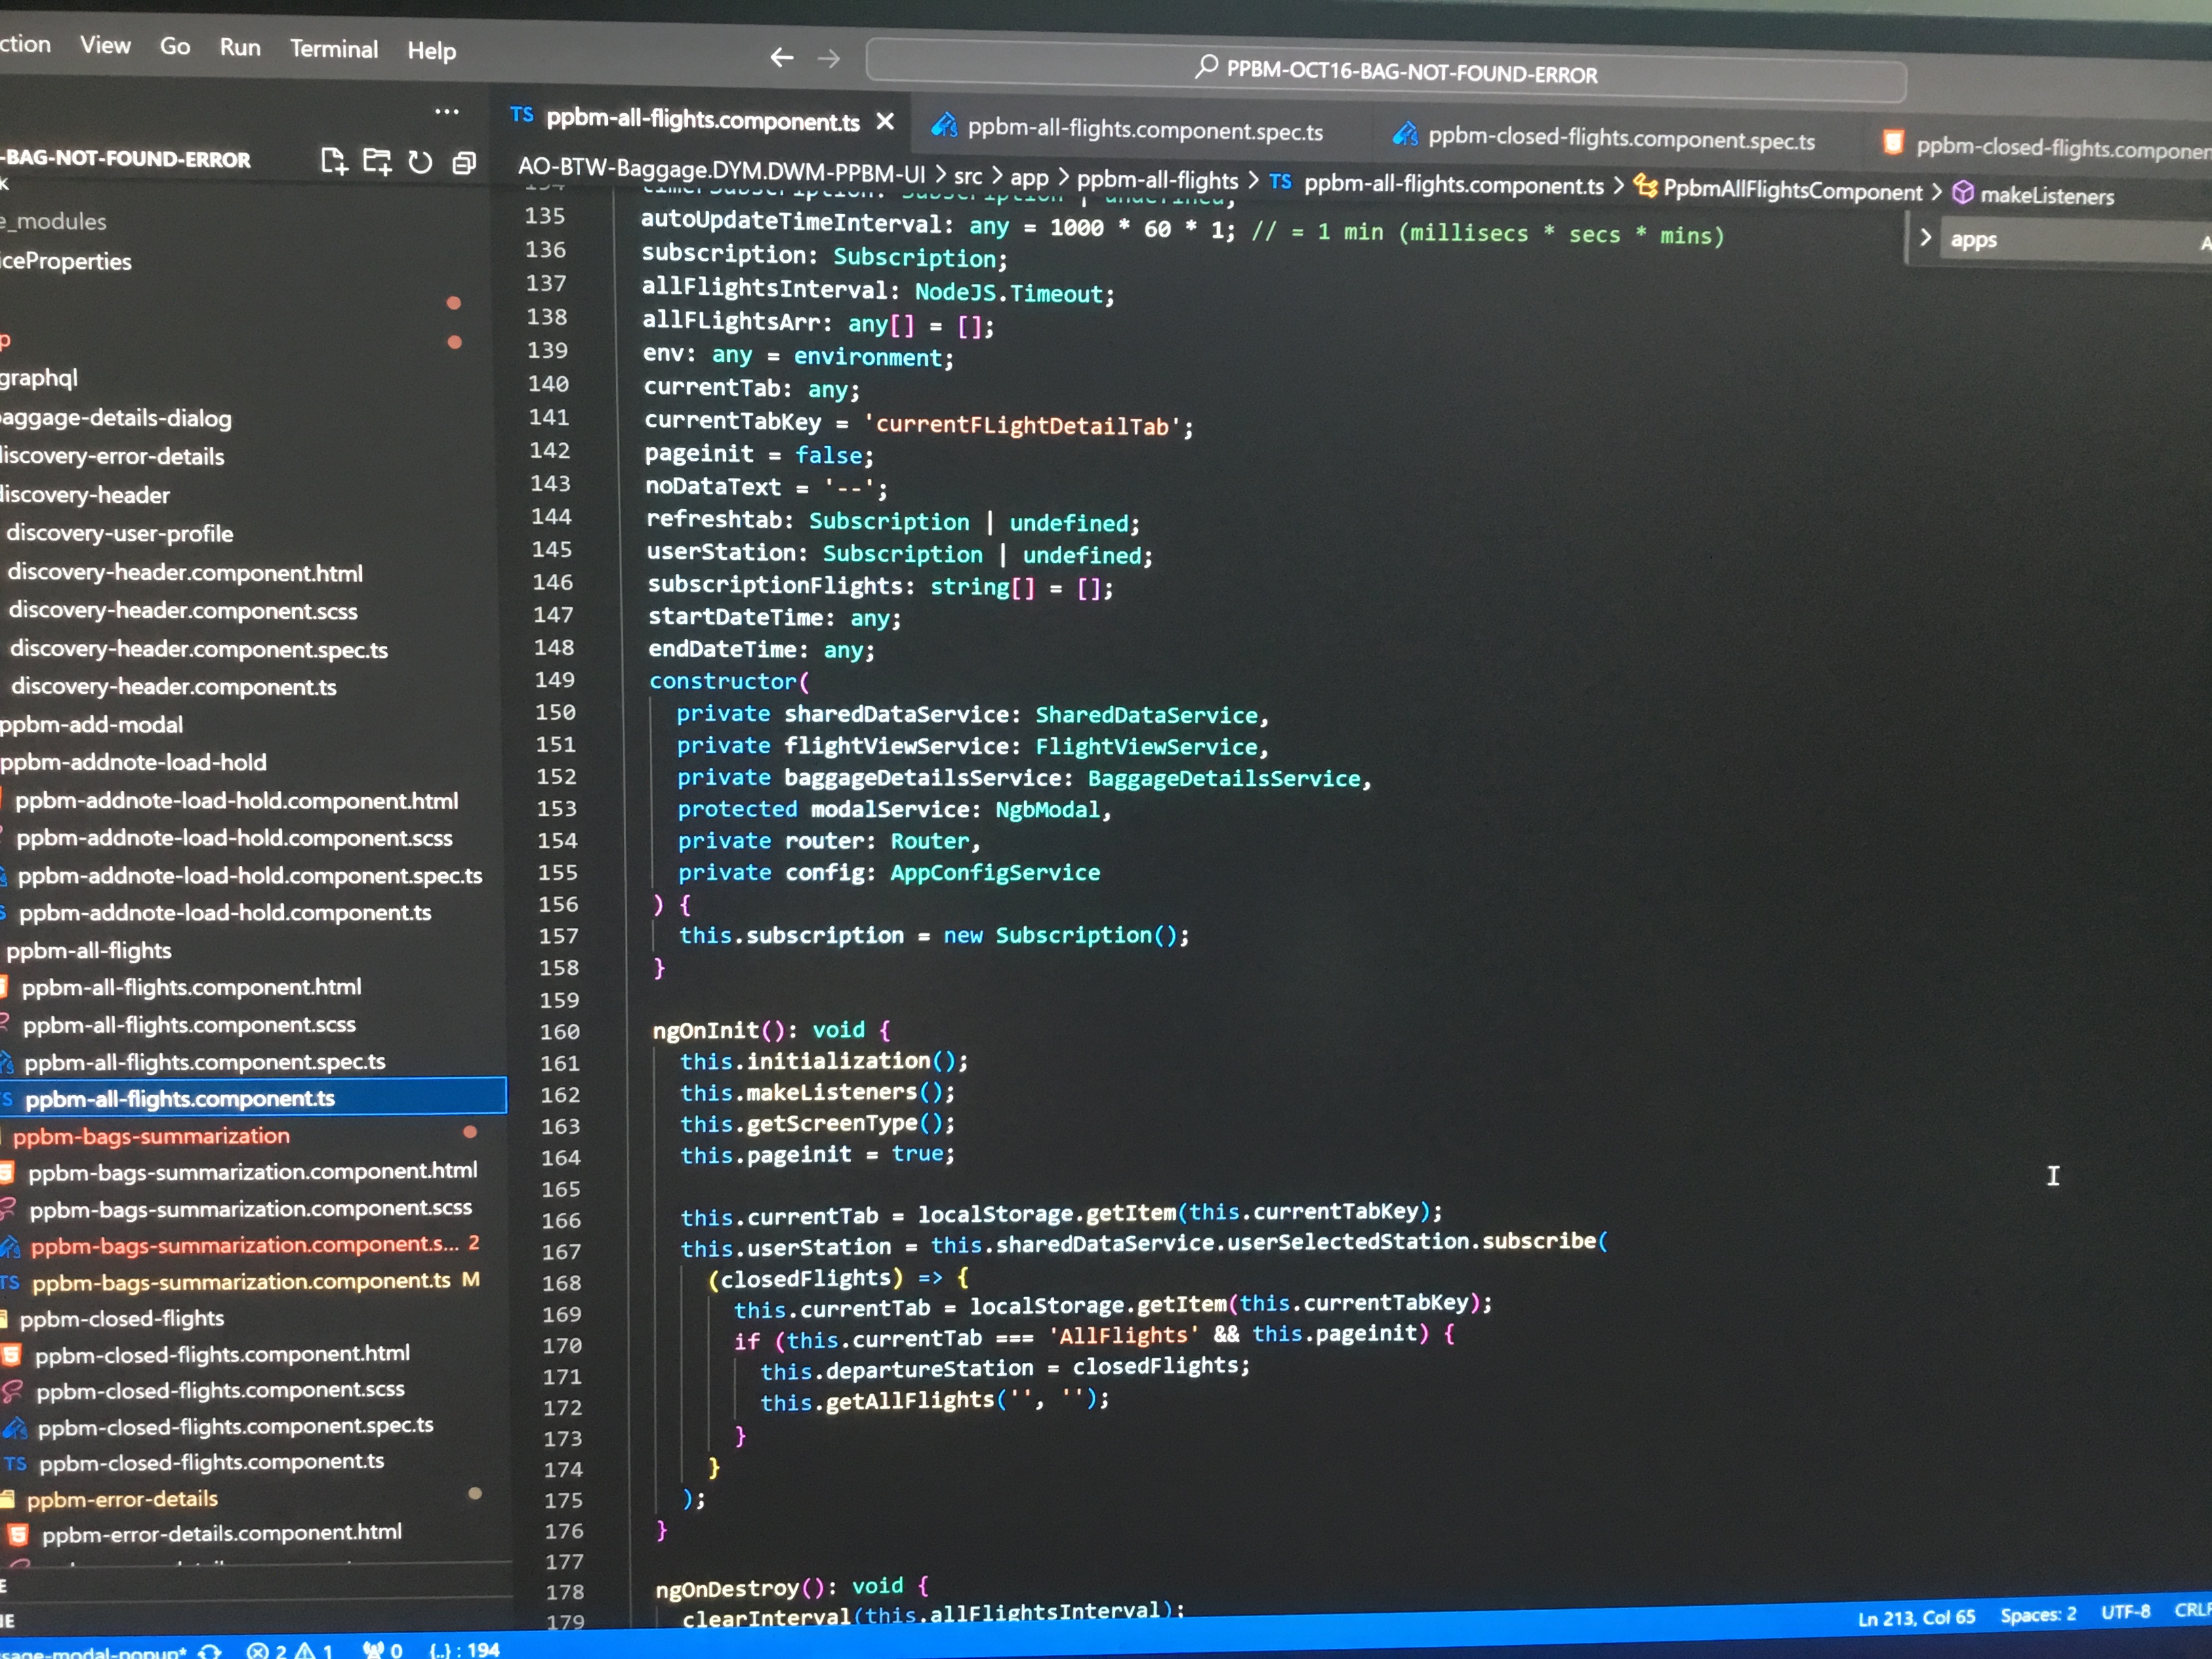 ction View Go Run Terminal Help
PPBM-OCT16-BAG-NOT-FOUND-ERROR
ppbm-all-flights.component.ts
ppbm-all-flights.component.spec.ts
ppbm-closed-flights.component.spec.ts
ppbm-closed-flights.componen
AO-BTW-Baggage.DYM.DWM-PPBM-UI > src > app > ppbm-all-flights > TS ppbm-all-flights.component.ts > PpbmAllFlightsComponent > makeListeners
apps
-BAG-NOT-FOUND-ERROR
e_modules
iceProperties
p
graphql
aggage-details-dialog
iscovery-error-details
iscovery-header
discovery-user-profile
discovery-header.component.html
discovery-header.component.scss
discovery-header.component.spec.ts
discovery-header.component.ts
ppbm-add-modal
ppbm-addnote-load-hold
ppbm-addnote-load-hold.component.html
ppbm-addnote-load-hold.component.scss
ppbm-addnote-load-hold.component.spec.ts
ppbm-addnote-load-hold.component.ts
ppbm-all-flights
ppbm-all-flights.component.html
ppbm-all-flights.component.scss
ppbm-all-flights.component.spec.ts
ppbm-all-flights.component.ts
ppbm-bags-summarization
ppbm-bags-summarization.component.html
ppbm-bags-summarization.component.scss
ppbm-bags-summarization.component.s... 2
TS ppbm-bags-summarization.component.ts M
ppbm-closed-flights
ppbm-closed-flights.component.html
ppbm-closed-flights.component.scss
ppbm-closed-flights.component.spec.ts
TS ppbm-closed-flights.component.ts
ppbm-error-details
ppbm-error-details.component.html
135 autoUpdateTimeInterval: any = 1000 * 60 * 1; // = 1 min (millisecs * secs * mins)
136 subscription: Subscription;
137 allFlightsInterval: NodeJS.Timeout;
138 allFLightsArr: any[] = [];
139 env: any = environment;
140 currentTab: any;
141 currentTabKey = 'currentFLightDetailTab';
142 pageinit = false;
143 noDataText = '--';
144 refreshtab: Subscription | undefined;
145 userStation: Subscription | undefined;
146 subscriptionFlights: string[] = [];
147 startDateTime: any;
148 endDateTime: any;
149 constructor(
150 private sharedDataService: SharedDataService,
151 private flightViewService: FlightViewService,
152 private baggageDetailsService: BaggageDetailsService,
153 protected modalService: NgbModal,
154 private router: Router,
155 private config: AppConfigService
156 ) {
157 this.subscription = new Subscription();
158 }
159
160 ngOnInit(): void {
161 this.initialization();
162 this.makeListeners();
163 this.getScreenType();
164 this.pageinit = true;
165
166 this.currentTab = localStorage.getItem(this.currentTabKey);
167 this.userStation = this.sharedDataService.userSelectedStation.subscribe(
168 (closedFlights) => {
169 this.currentTab = localStorage.getItem(this.currentTabKey);
170 if (this.currentTab === 'AllFlights' && this.pageinit) {
171 this.departureStation = closedFlights;
172 this.getAllFlights('', '');
173 }
174 }
175 );
176 }
177
178 ngOnDestroy(): void {
179 clearInterval(this.allFlightsInterval);
sage-modal-popup* 2 1 0 {..} : 194
Ln 213, Col 65 Spaces: 2 UTF-8 CRLF